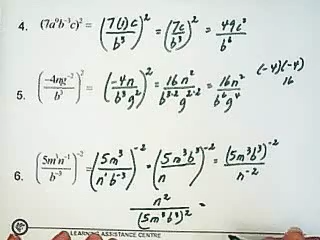 4. (7a⁰b⁻³c)² = (7(1)c/b³)² = (7c/b³)² = 49c²/b⁶
(-4)(-4)
16
5. (-4ng⁻²/b³)² = (-4n/b³g²)² = 16n²/b³·²g²·² = 16n²/b⁶g⁴
6. (5m³n⁻¹/b⁻³)⁻² = (5m³/n¹b⁻³)⁻² = (5m³b³/n)⁻² = (5m³b³)⁻²/n⁻²
n²/(5m³b³)² =
LEARNING ASSISTANCE CENTRE